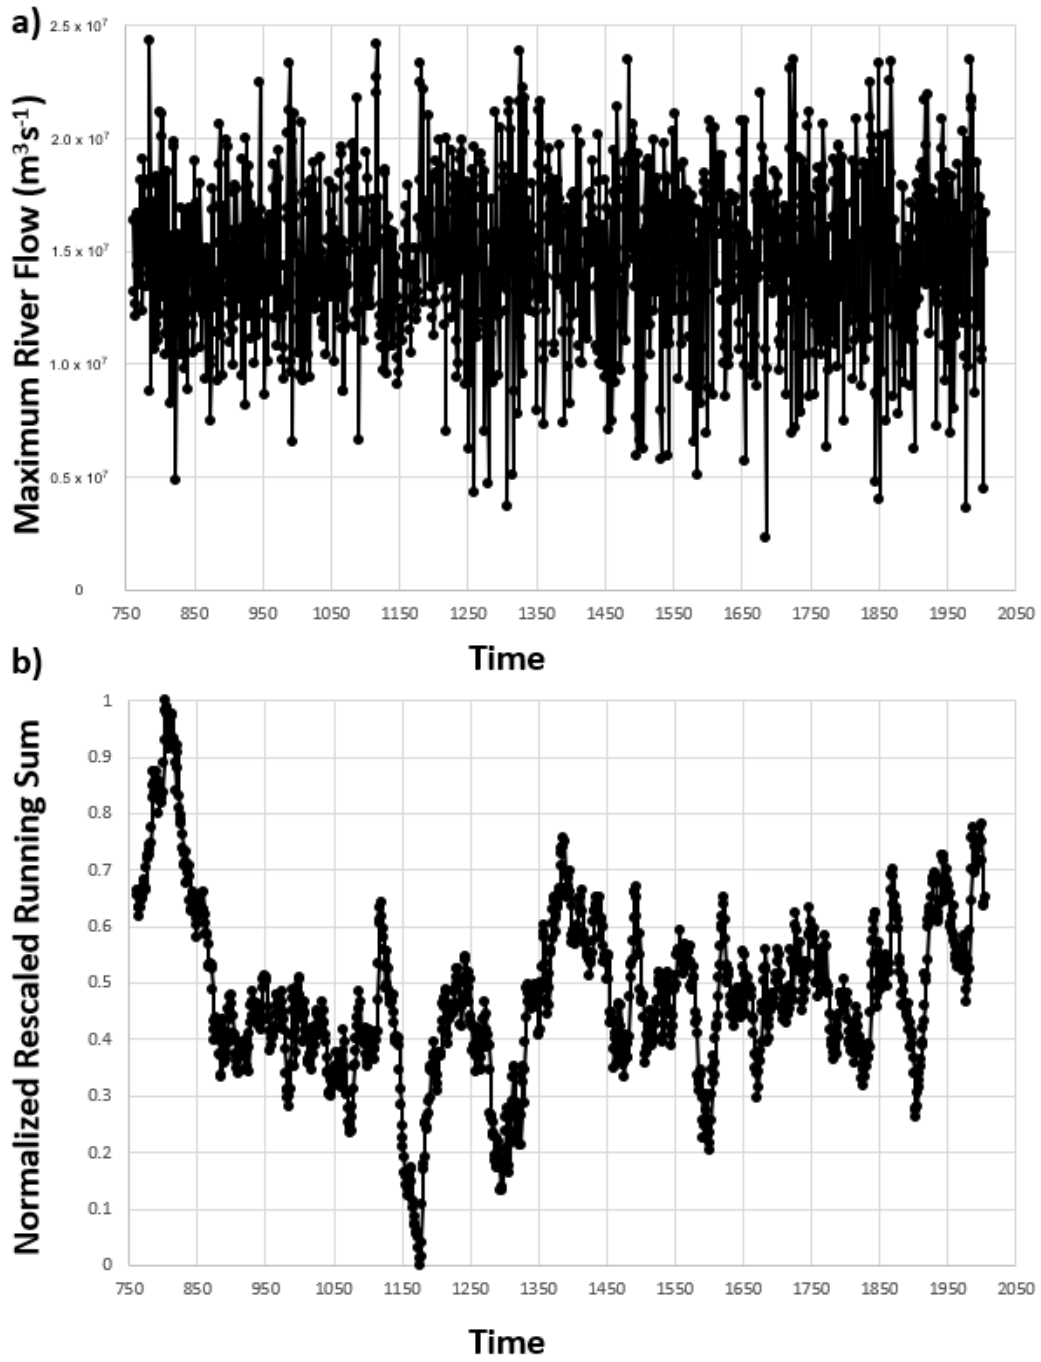 a)
Maximum River Flow (m³s⁻¹)
2.5 x 10⁷
2.0 x 10⁷
1.5 x 10⁷
1.0 x 10⁷
0.5 x 10⁷
0
750 850 950 1050 1150 1250 1350 1450 1550 1650 1750 1850 1950 2050
Time
b)
Normalized Rescaled Running Sum
1
0.9
0.8
0.7
0.6
0.5
0.4
0.3
0.2
0.1
0
750 850 950 1050 1150 1250 1350 1450 1550 1650 1750 1850 1950 2050
Time